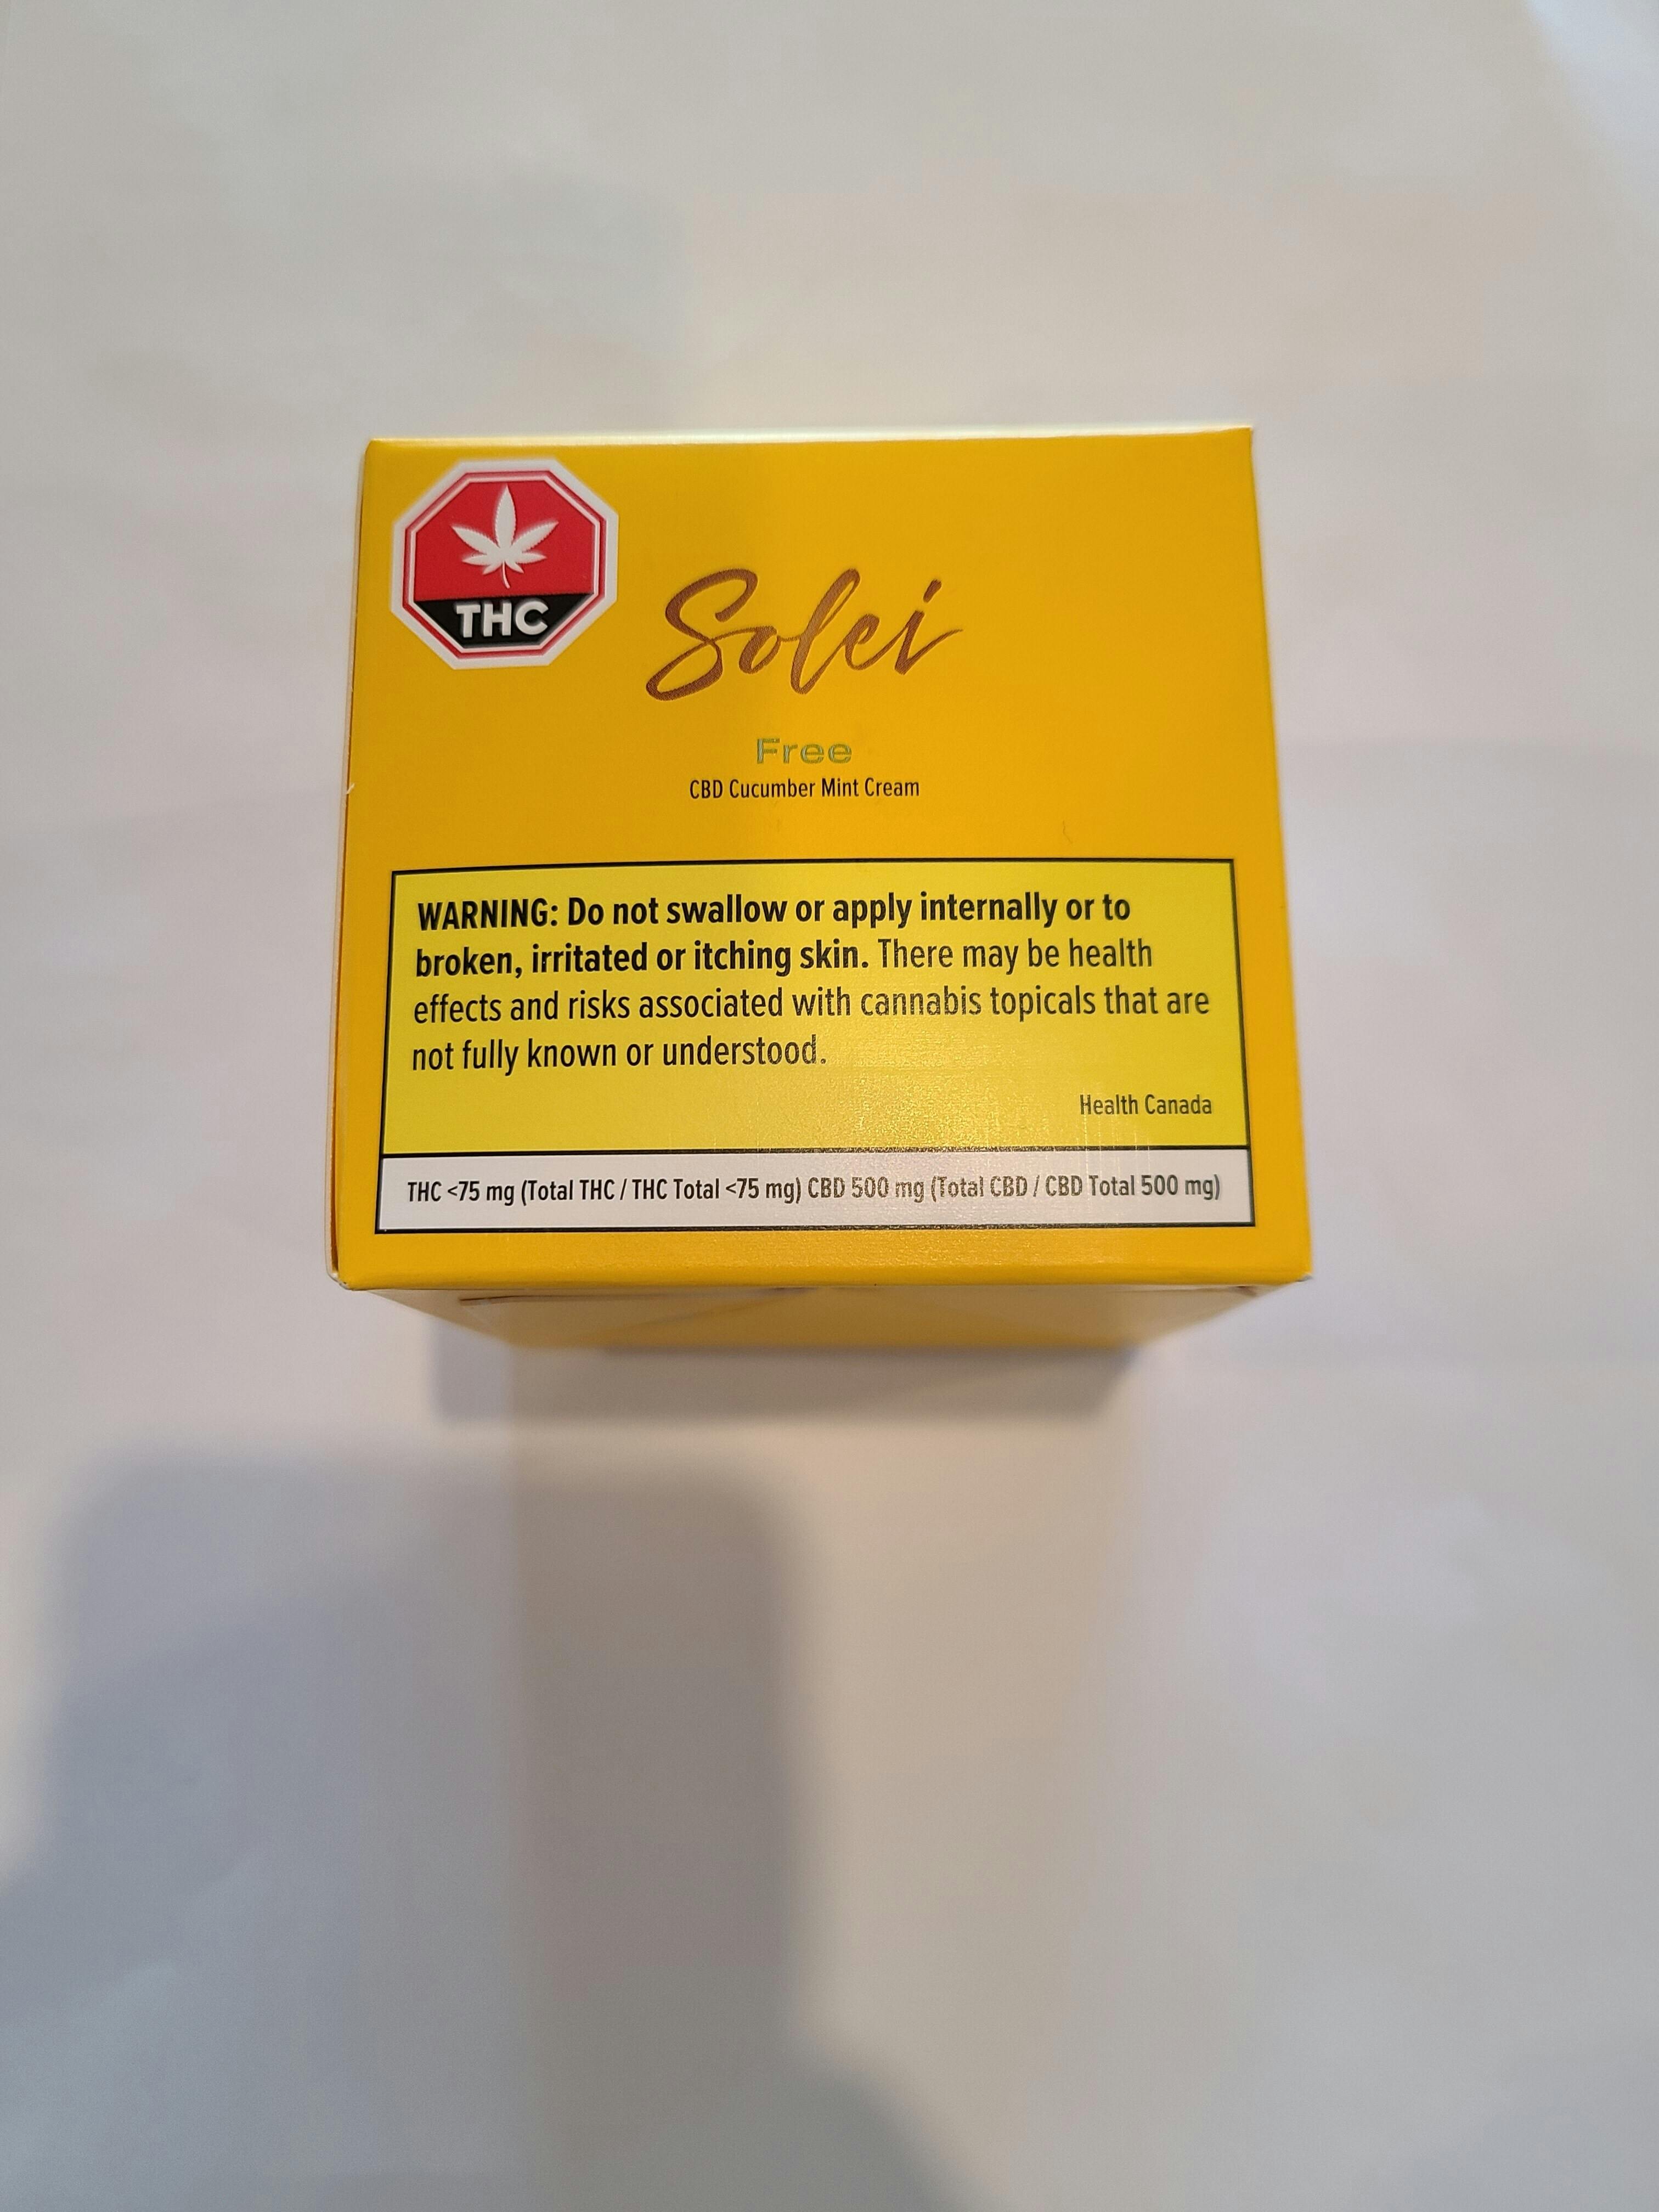 THC
Solei
Free
CBD Cucumber Mint Cream
WARNING: Do not swallow or apply internally or to
broken, irritated or itching skin. There may be health
effects and risks associated with cannabis topicals that are
not fully known or understood.
Health Canada
THC <75 mg (Total THC / THC Total <75 mg) CBD 500 mg (Total CBD / CBD Total 500 mg)